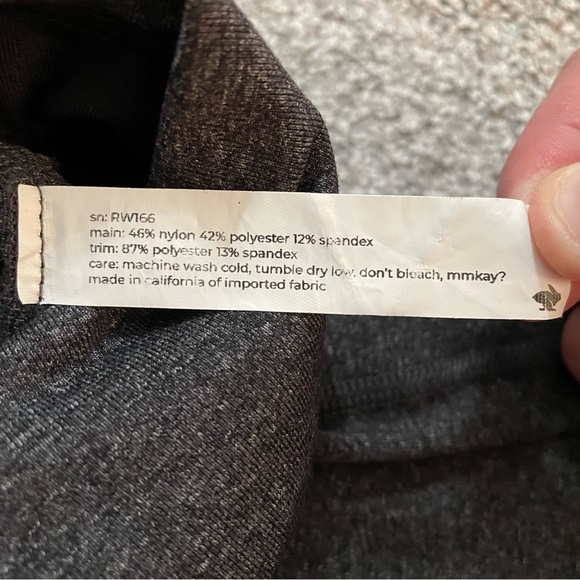 sn: RW166
main: 46% nylon 42% polyester 12% spandex
trim: 87% polyester 13% spandex
care: machine wash cold, tumble dry low, don't bleach, mmkay?
made in california of imported fabric